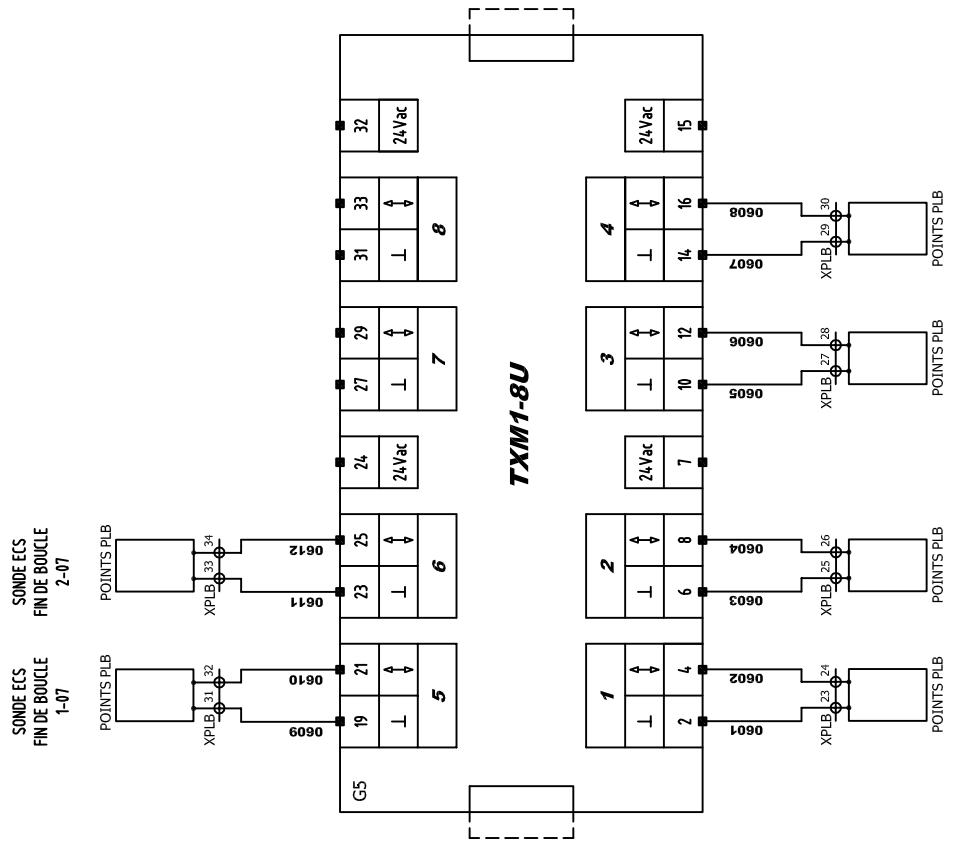 SONDE ECS
FIN DE BOUCLE
1-07
SONDE ECS
FIN DE BOUCLE
2-07
POINTS PLB POINTS PLB
XPLB 31 32 XPLB 33 34
0609 0610 0611 0612
G5
19 21 23 25 24 27 29 31 33 32
24Vac 24Vac
5 6 7 8
TXM1-8U
1 2 3 4
24Vac 24Vac
2 4 6 8 7 10 12 14 16 15
0601 0602 0603 0604 0605 0606 0607 0608
XPLB 23 24 XPLB 25 26 XPLB 27 28 XPLB 29 30
POINTS PLB POINTS PLB POINTS PLB POINTS PLB